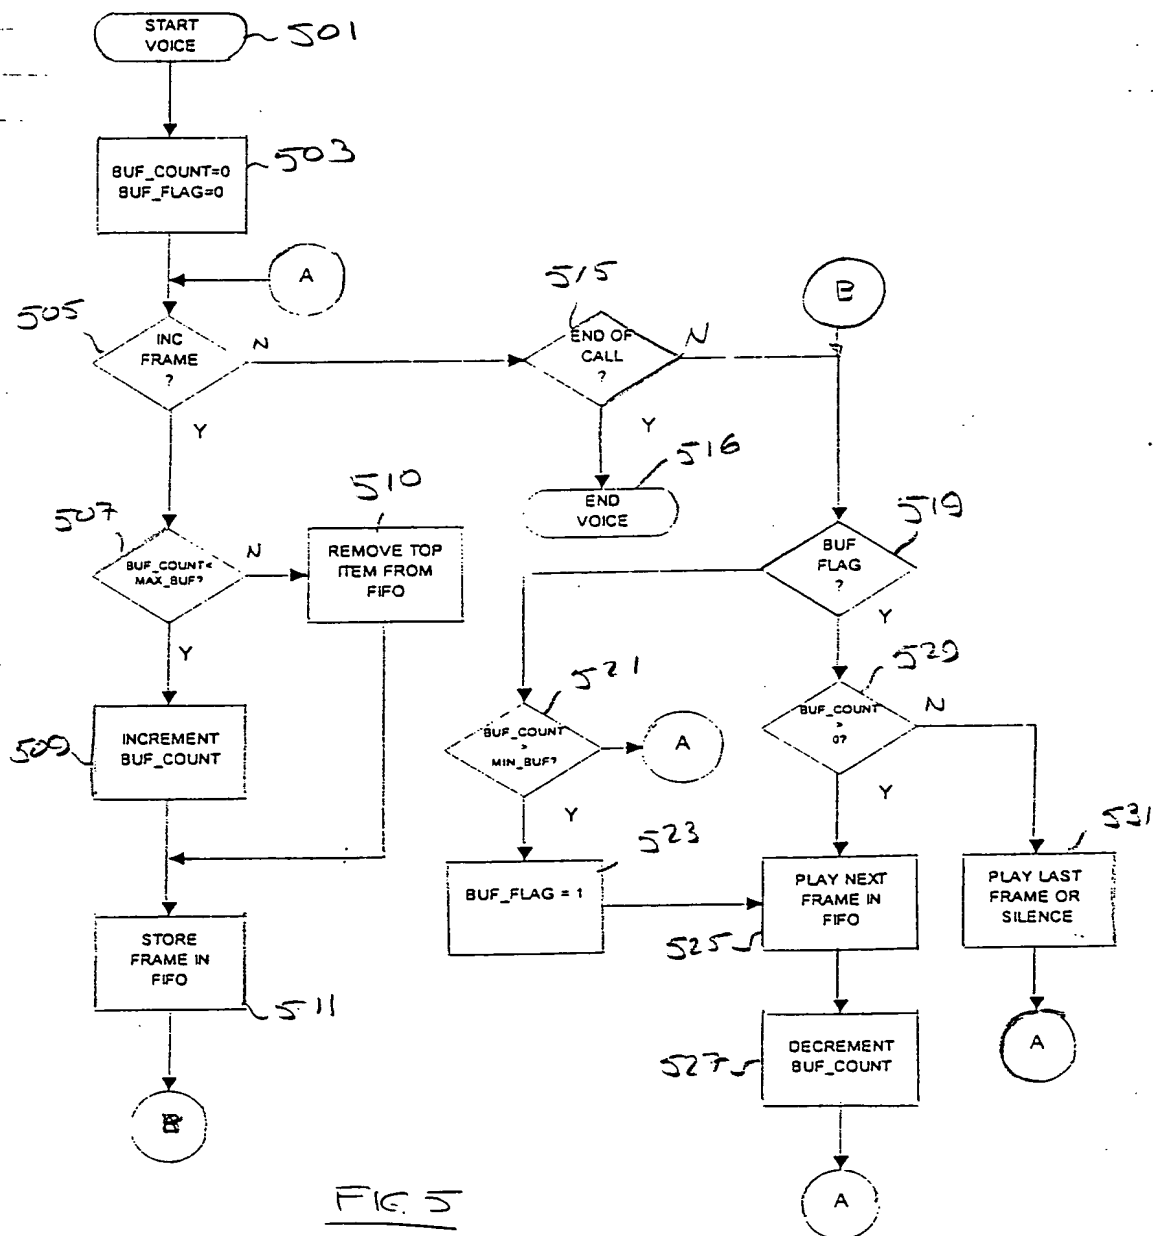 START
VOICE
501
BUF_COUNT=0
BUF_FLAG=0
503
A
505
INC
FRAME
?
N
Y
515
END OF
CALL
?
N
Y
516
END
VOICE
B
507
BUF_COUNT<
MAX_BUF?
N
Y
510
REMOVE TOP
ITEM FROM
FIFO
519
BUF
FLAG
?
Y
509
INCREMENT
BUF_COUNT
521
BUF_COUNT
>
MIN_BUF?
Y
A
529
BUF_COUNT
>
0?
N
Y
523
BUF_FLAG = 1
PLAY NEXT
FRAME IN
FIFO
525
531
PLAY LAST
FRAME OR
SILENCE
STORE
FRAME IN
FIFO
511
527
DECREMENT
BUF_COUNT
A
B
A
FIG. 5